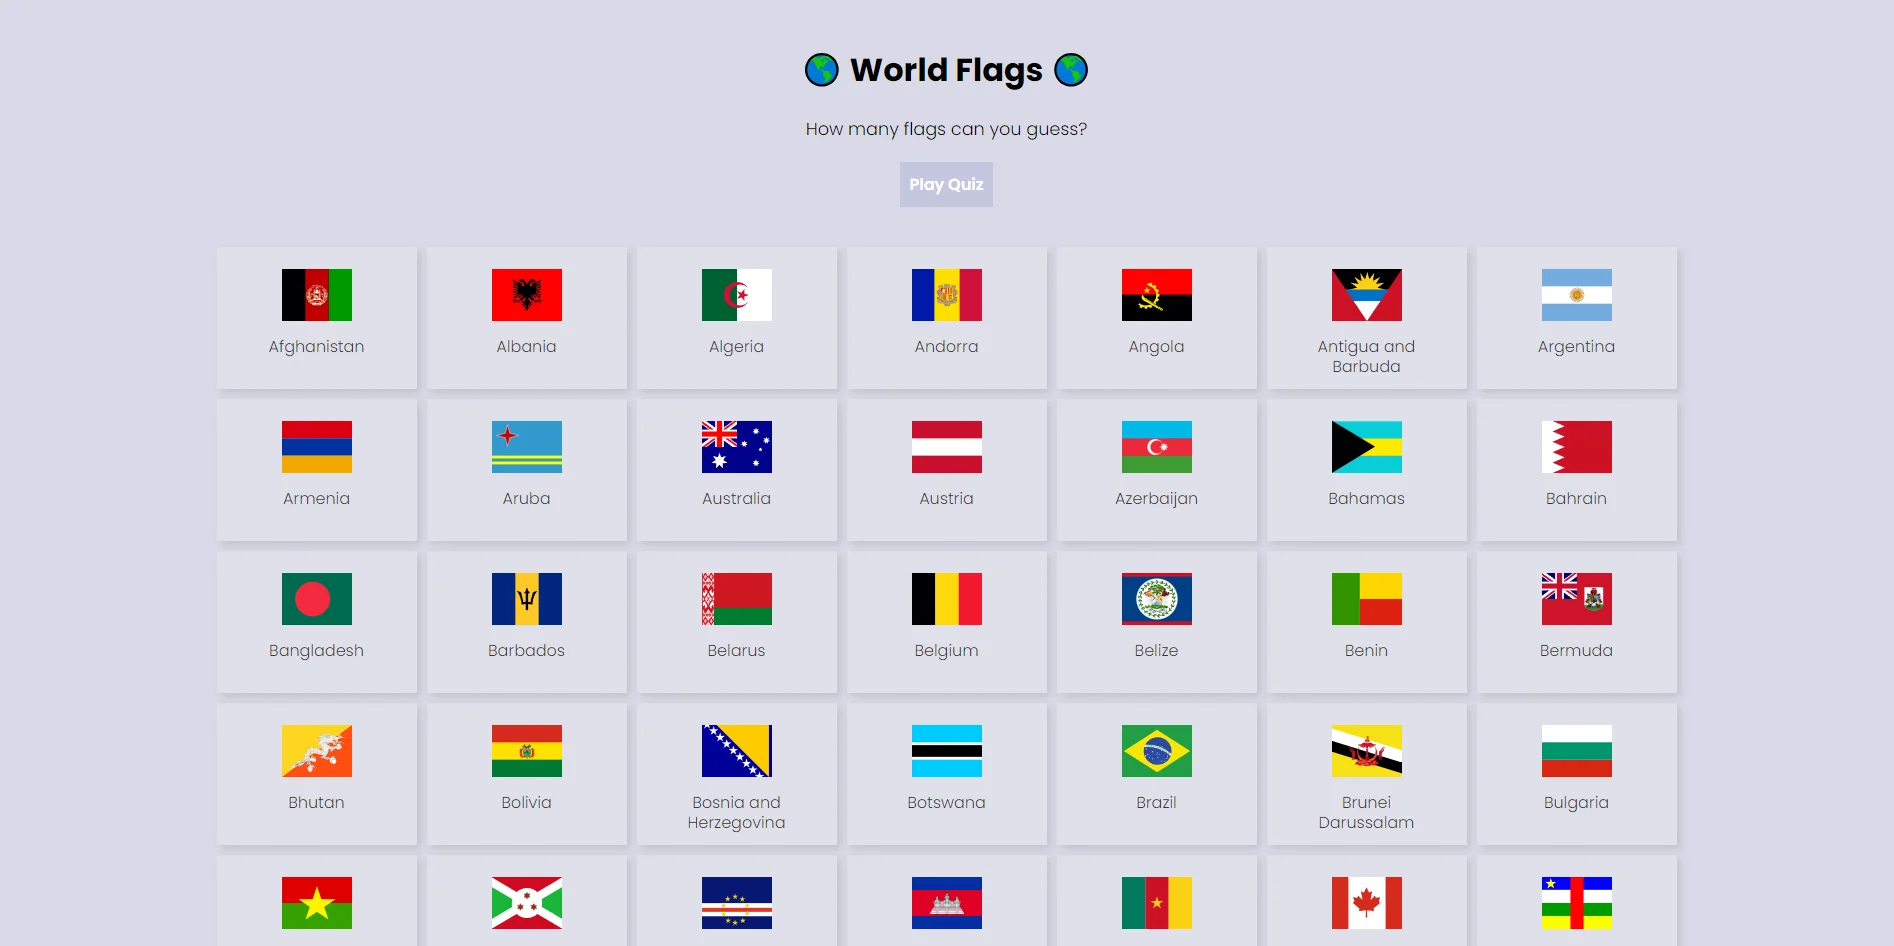 World Flags
How many flags can you guess?
Play Quiz
Afghanistan
Albania
Algeria
Andorra
Angola
Antigua and
Barbuda
Argentina
Armenia
Aruba
Australia
Austria
Azerbaijan
Bahamas
Bahrain
Bangladesh
Barbados
Belarus
Belgium
Belize
Benin
Bermuda
Bhutan
Bolivia
Bosnia and
Herzegovina
Botswana
Brazil
Brunei
Darussalam
Bulgaria